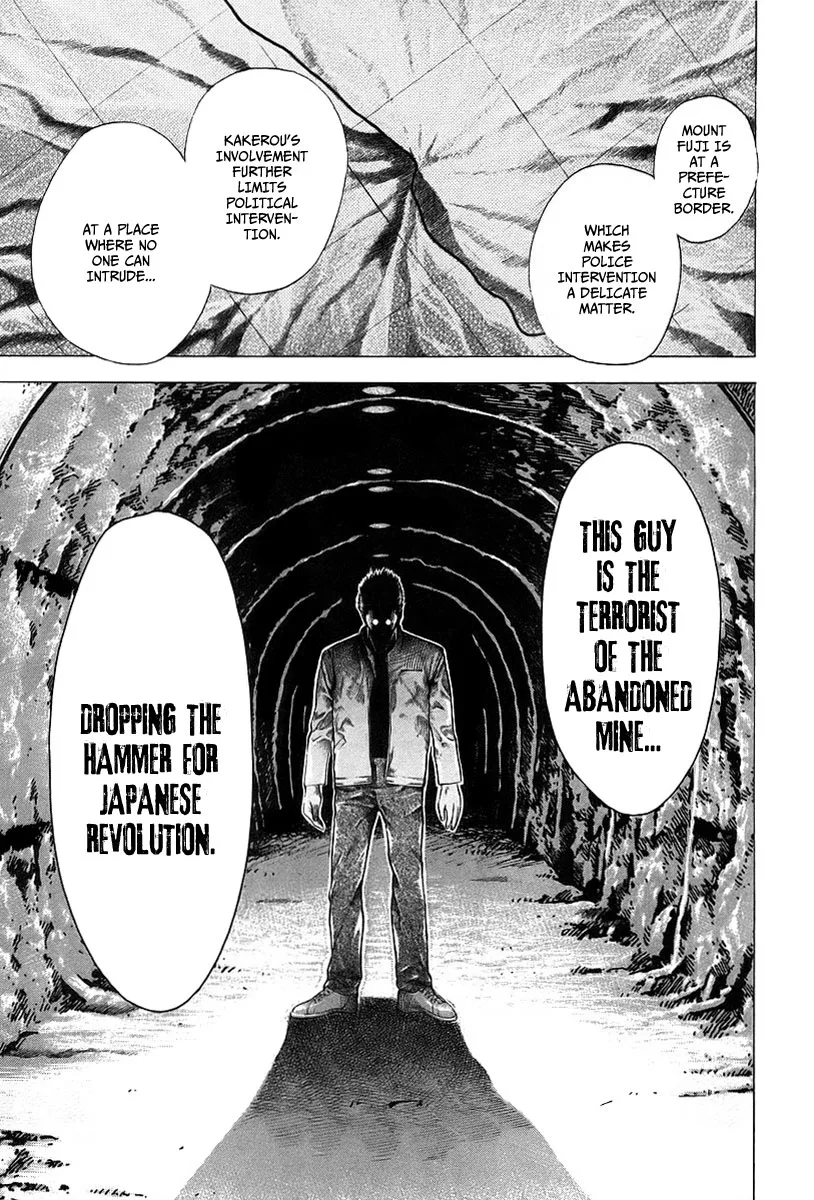 MOUNT
FUJI IS
AT A
PREFE-
CTURE
BORDER.
WHICH
MAKES
POLICE
INTERVENTION
A DELICATE
MATTER.
KAKEROU'S
INVOLVEMENT
FURTHER
LIMITS
POLITICAL
INTERVEN-
TION.
AT A PLACE
WHERE NO
ONE CAN
INTRUDE...
THIS GUY
IS THE
TERRORIST
OF THE
ABANDONED
MINE...
DROPPING THE
HAMMER FOR
JAPANESE
REVOLUTION.